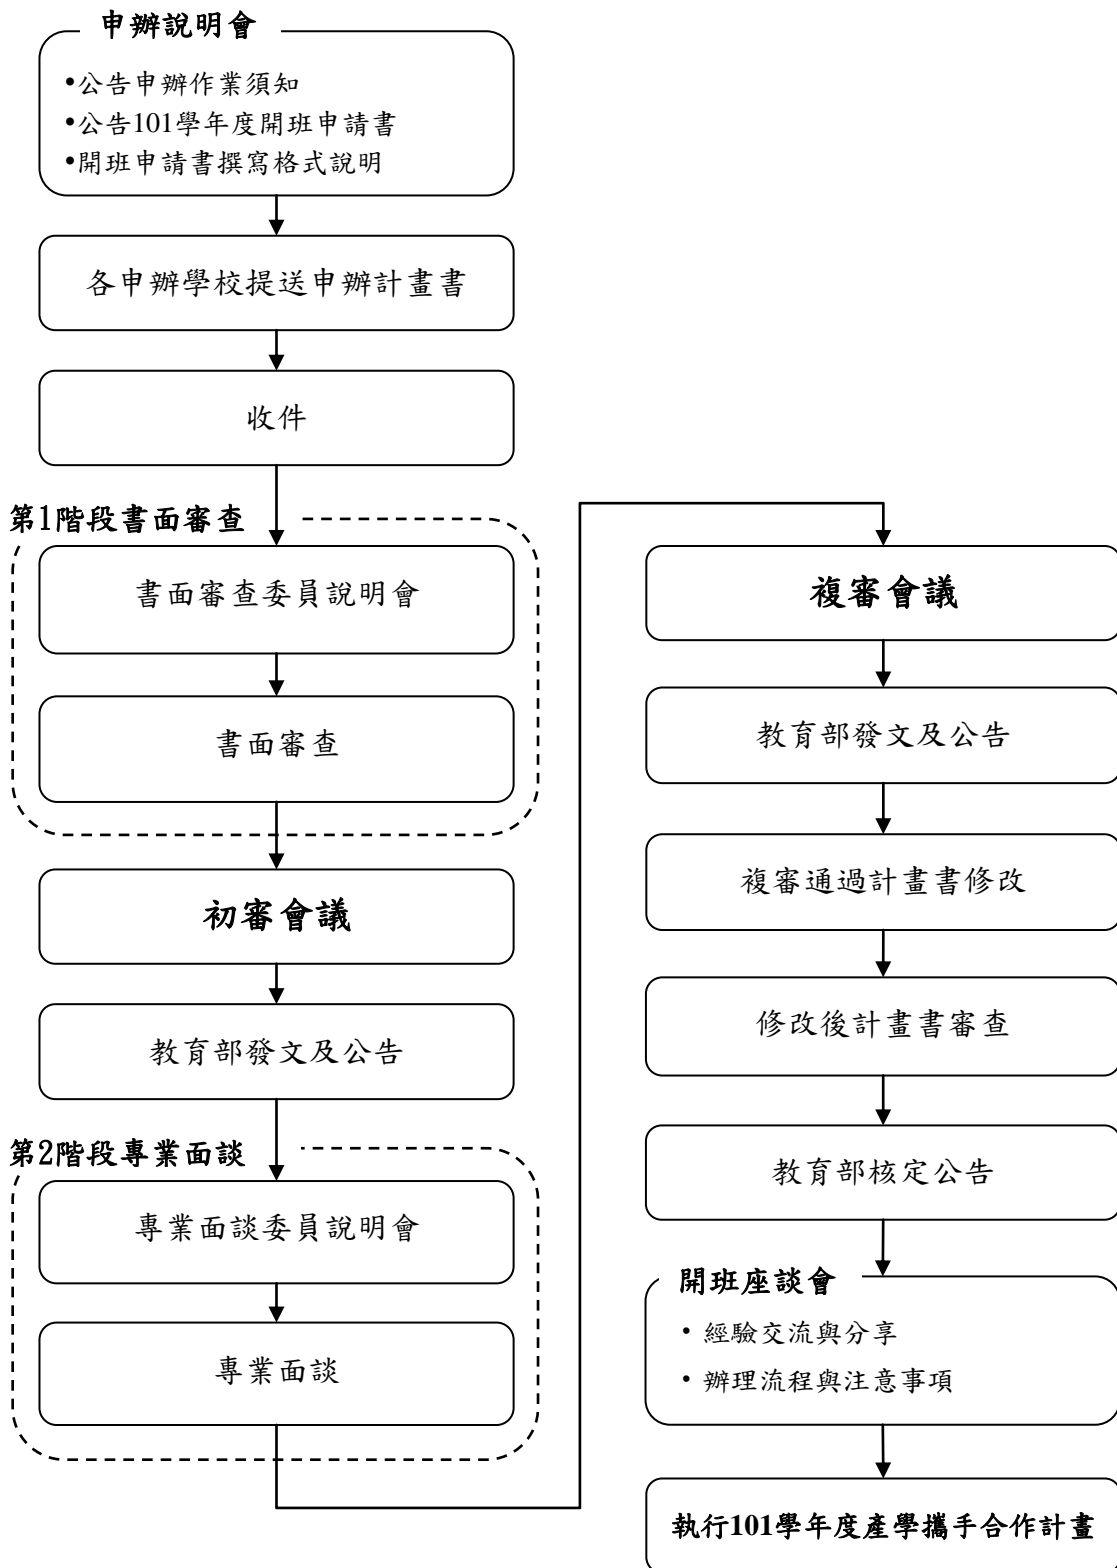 申辦說明會
•公告申辦作業須知
•公告101學年度開班申請書
•開班申請書撰寫格式說明
各申辦學校提送申辦計畫書
收件
第1階段書面審查
書面審查委員說明會
書面審查
初審會議
教育部發文及公告
第2階段專業面談
專業面談委員說明會
專業面談
複審會議
教育部發文及公告
複審通過計畫書修改
修改後計畫書審查
教育部核定公告
開班座談會
•經驗交流與分享
•辦理流程與注意事項
執行101學年度產學攜手合作計畫